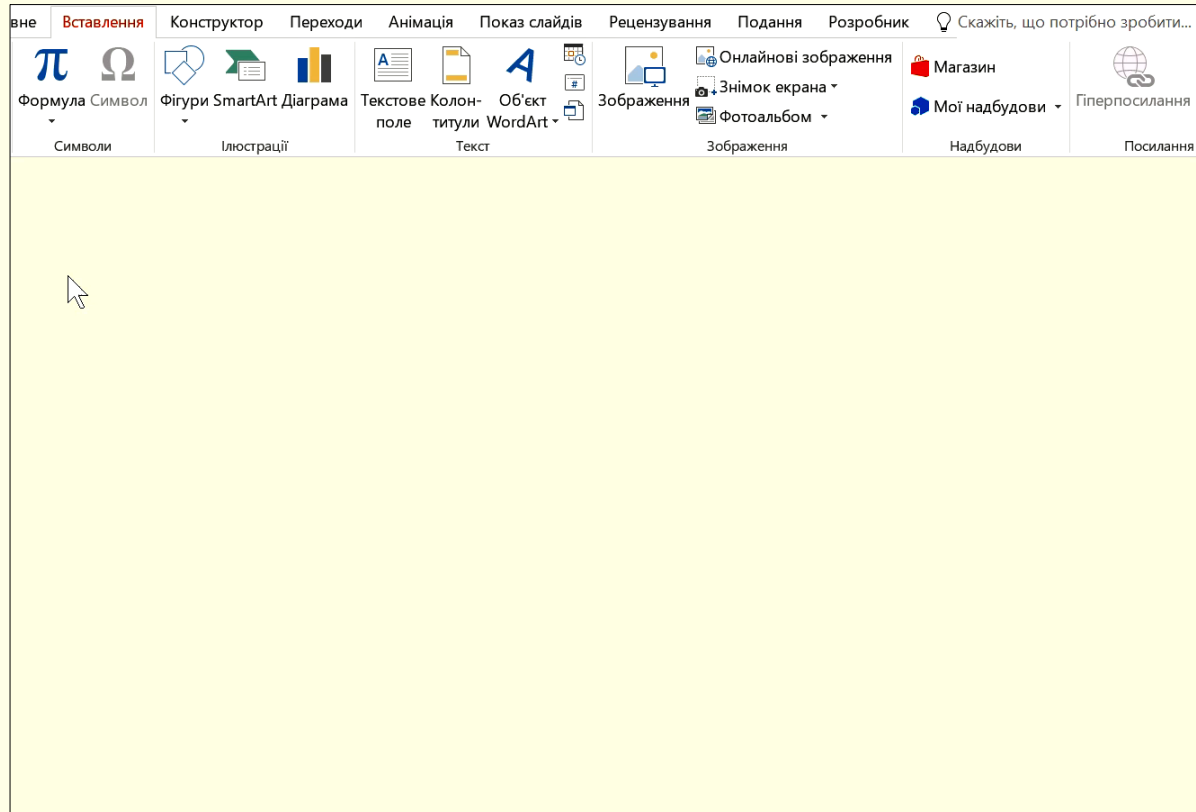 вне Вставлення Конструктор Переходи Анімація Показ слайдів Рецензування Подання Розробник Скажіть, що потрібно зробити...
π Ω A A #
Формула Символ Фігури SmartArt Діаграма Текстове поле Колон-титули Об'єкт WordArt Зображення
Онлайнові зображення
Знімок екрана
Фотоальбом
Магазин
Мої надбудови
Гіперпосилання
Символи Ілюстрації Текст Зображення Надбудови Посилання